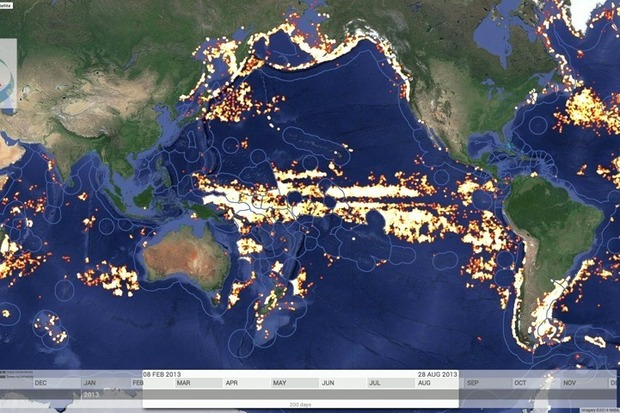 08 FEB 2013 28 AUG 2013
DEC JAN FEB MAR APR MAY JUN JUL AUG SEP OCT NOV
2013
200 days